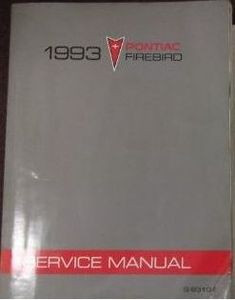 1993 PONTIAC
FIREBIRD
SERVICE MANUAL